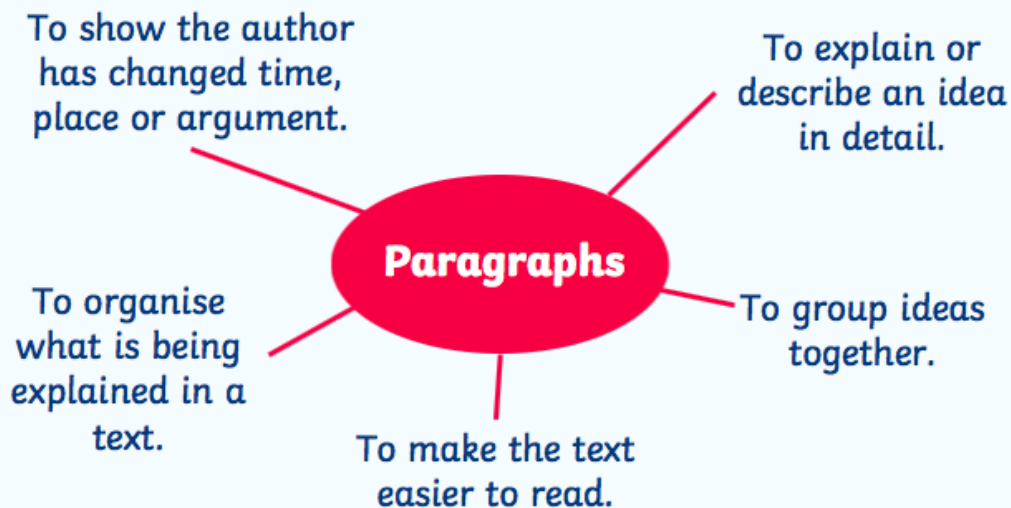 To show the author
has changed time,
place or argument.
To explain or
describe an idea
in detail.
Paragraphs
To organise
what is being
explained in a
text.
To group ideas
together.
To make the text
easier to read.